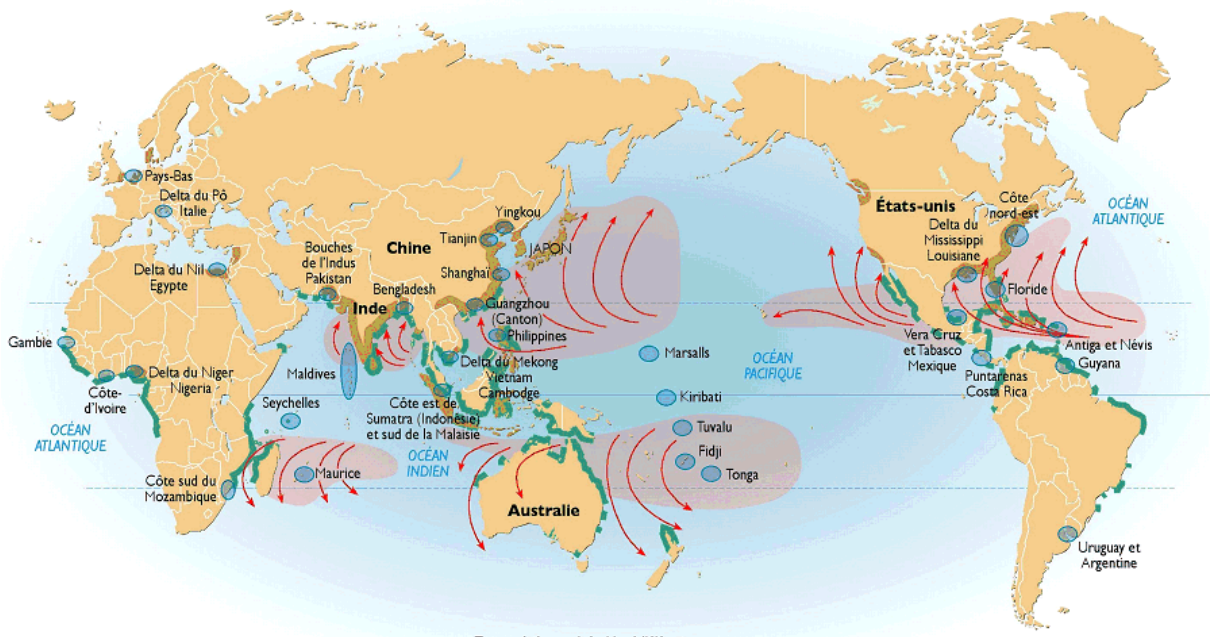 Pays-Bas
Delta du Pô
Italie
Delta du Nil
Egypte
Bouches
de l'Indus
Pakistan
Chine
Yingkou
Tianjin
JAPON
Shanghaï
Bangladesh
Inde
Guangzhou
(Canton)
Philippines
Gambie
Côte-
d'Ivoire
Delta du Niger
Nigeria
Maldives
Seychelles
Delta du Mekong
Vietnam
Cambodge
Côte est de
Sumatra (Indonésie)
et sud de la Malaisie
OCÉAN
ATLANTIQUE
OCÉAN
INDIEN
Côte sud du
Mozambique
Maurice
Australie
Marsalls
Kiribati
Tuvalu
Fidji
Tonga
OCÉAN
PACIFIQUE
États-unis
Côte
nord-est
Delta du
Mississippi
Louisiane
Floride
OCÉAN
ATLANTIQUE
Vera Cruz
et Tabasco
Mexique
Antiga et Névis
Guyana
Puntarenas
Costa Rica
Uruguay et
Argentine